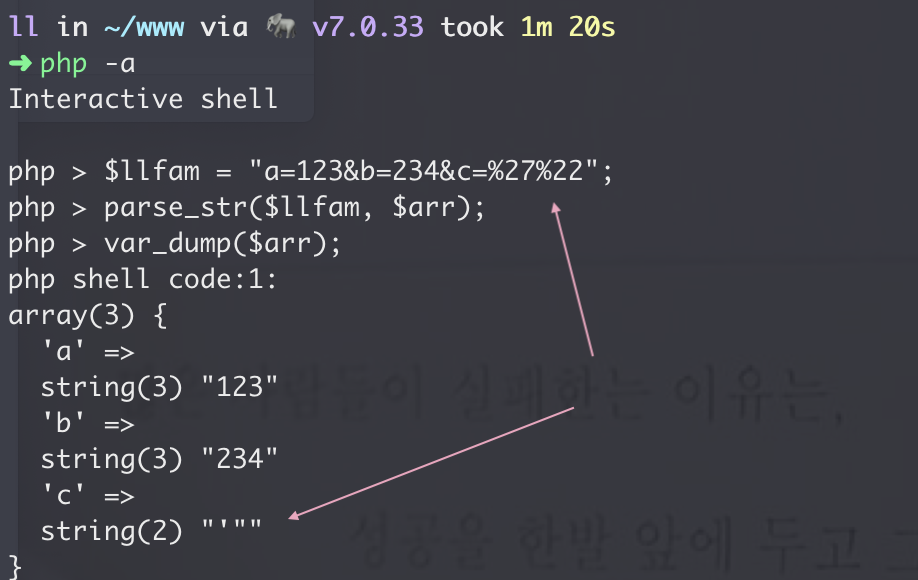 ll in ~/www via 🐘 v7.0.33 took 1m 20s
➜ php -a
Interactive shell
php > $llfam = "a=123&b=234&c=%27%22";
php > parse_str($llfam, $arr);
php > var_dump($arr);
php shell code:1:
array(3) {
'a' =>
string(3) "123"
'b' =>
람들이 실패한는 이유는,
string(3) "234"
'c' =>
string(2) "'""
성공을 한발 앞에 두고
}